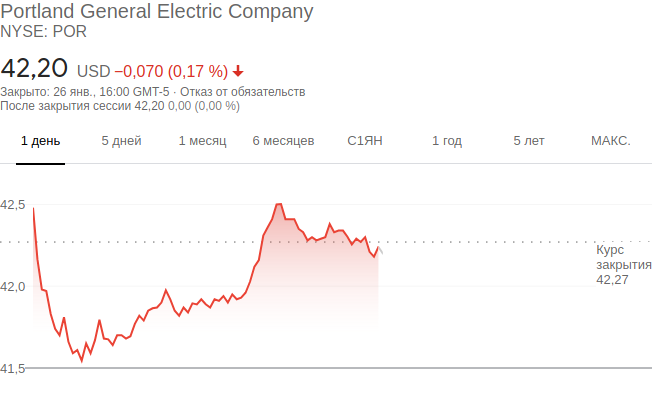 Portland General Electric Company
NYSE: POR
42,20 USD −0,070 (0,17 %)
Закрыто: 26 янв., 16:00 GMT-5 · Отказ от обязательств
После закрытия сессии 42,20 0,00 (0,00 %)
1 день 5 дней 1 месяц 6 месяцев С1ЯН 1 год 5 лет МАКС.
42,5
Курс
закрытия
42,27
42,0
41,5